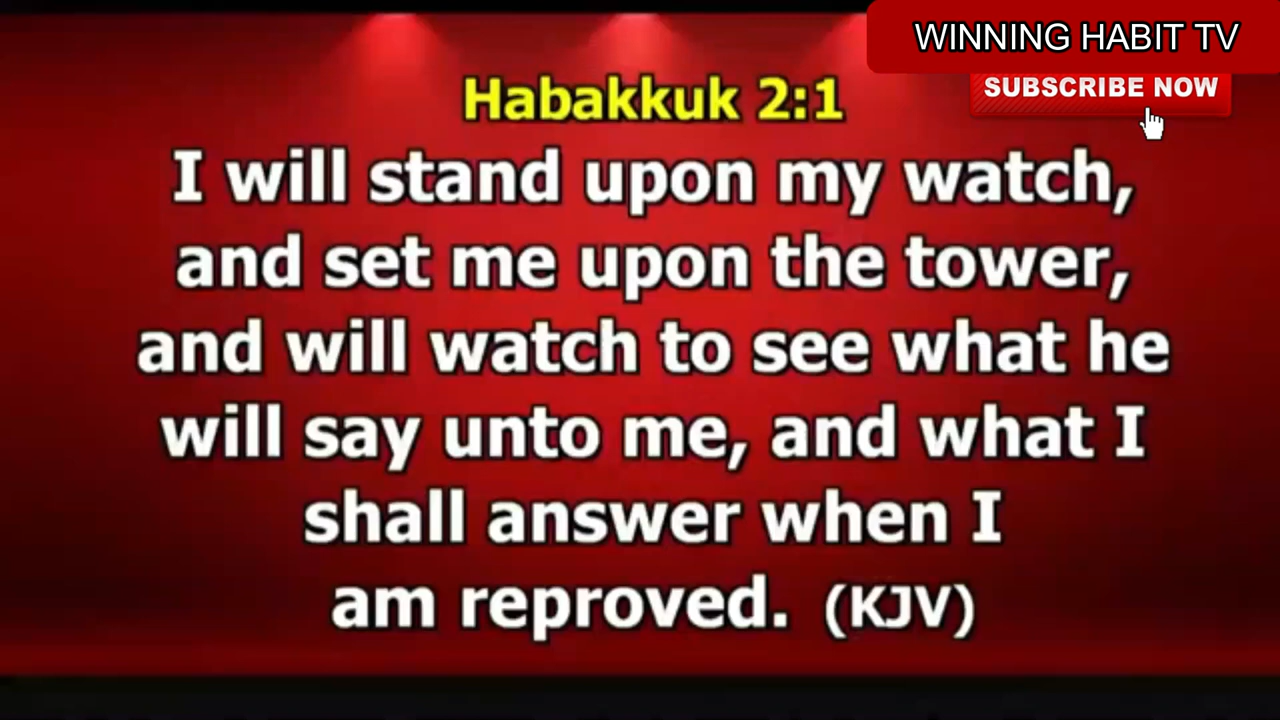 WINNING HABIT TV
SUBSCRIBE NOW
Habakkuk 2:1
I will stand upon my watch,
and set me upon the tower,
and will watch to see what he
will say unto me, and what I
shall answer when I
am reproved. (KJV)